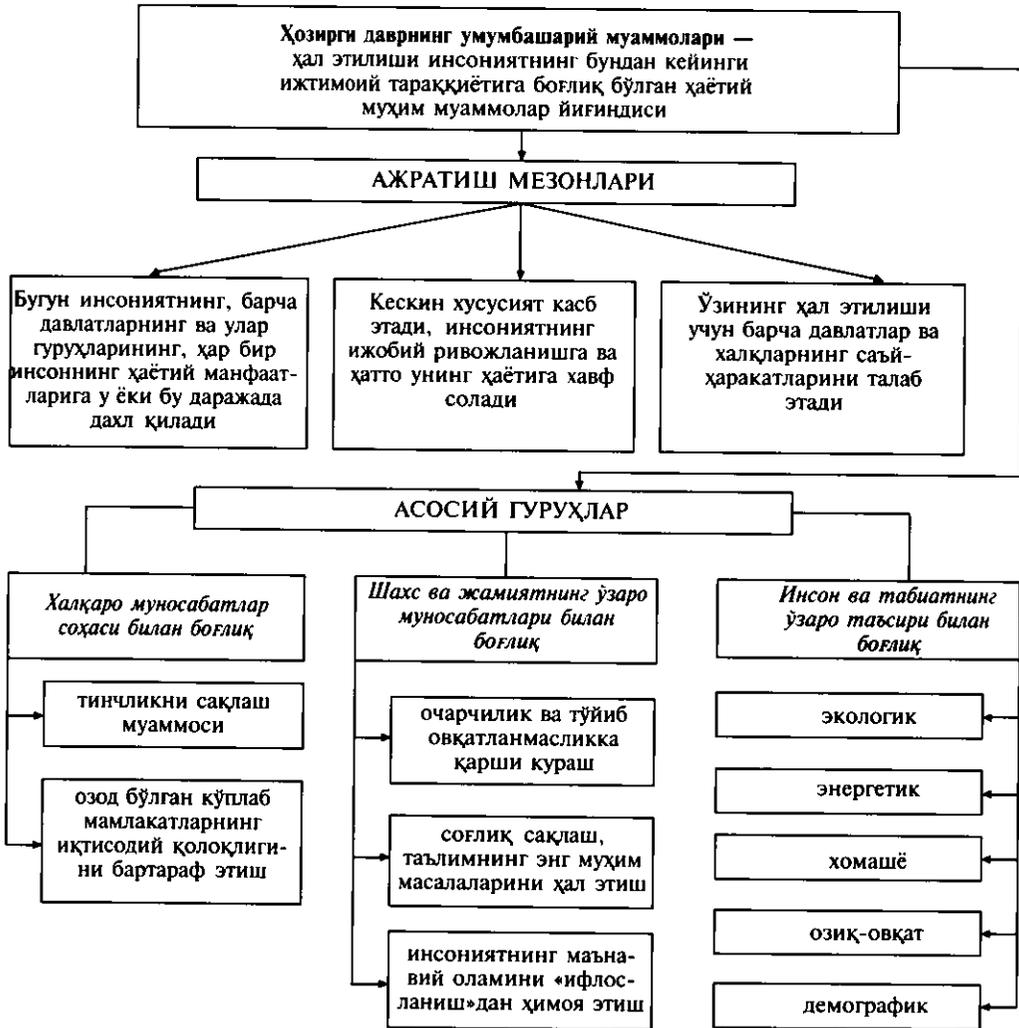 Ҳозирги даврнинг умумбашарий муаммолари —
ҳал этилиши инсониятнинг бундан кейинги
ижтимоий тараққиётига боғлиқ бўлган ҳаётий
муҳим муаммолар йиғиндиси
АЖРАТИШ МЕЗОНЛАРИ
Бугун инсониятнинг, барча
давлатларнинг ва улар
гуруҳларининг, ҳар бир
инсоннинг ҳаётий манфаат-
ларига у ёки бу даражада
дахл қилади
Кескин хусусият касб
этади, инсониятнинг
ижобий ривожланишга ва
ҳатто унинг ҳаётига хавф
солади
Ўзининг ҳал этилиши
учун барча давлатлар ва
халқларнинг саъй-
ҳаракатларини талаб
этади
АСОСИЙ ГУРУҲЛАР
Халқаро муносабатлар
соҳаси билан боғлиқ
тинчликни сақлаш
муаммоси
озод бўлган кўплаб
мамлакатларнинг
иқтисодий қолоқлиги-
ни бартараф этиш
Шахс ва жамиятнинг ўзаро
муносабатлари билан
боғлиқ
очарчилик ва тўйиб
овқатланмасликка
қарши кураш
соғлиқ сақлаш,
таълимнинг энг муҳим
масалаларини ҳал этиш
инсониятнинг маъна-
вий оламини «ифлос-
ланиш»дан ҳимоя этиш
Инсон ва табиатнинг
ўзаро таъсири билан
боғлиқ
экологик
энергетик
хомашё
озиқ-овқат
демографик